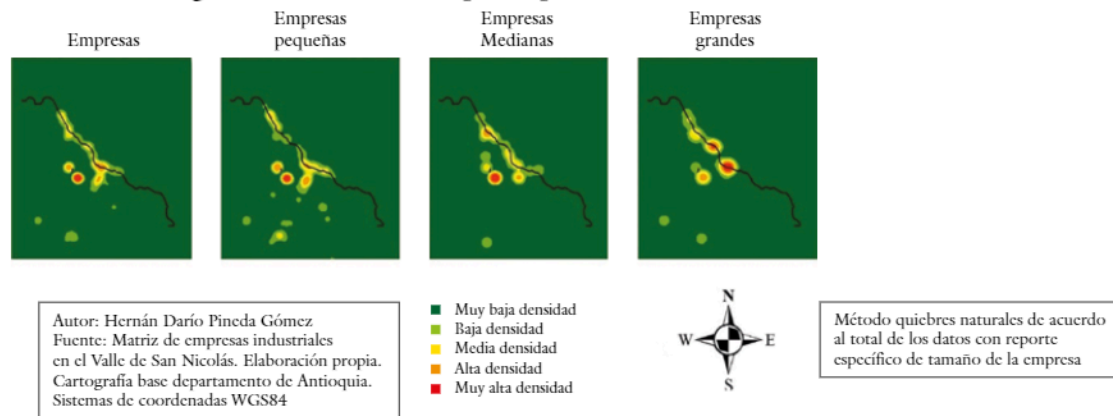 Empresas
Empresas
pequeñas
Empresas
Medianas
Empresas
grandes
Autor: Hernán Darío Pineda Gómez
Fuente: Matriz de empresas industriales
en el Valle de San Nicolás. Elaboración propia.
Cartografía base departamento de Antioquia.
Sistemas de coordenadas WGS84
Muy baja densidad
Baja densidad
Media densidad
Alta densidad
Muy alta densidad
N
W E
S
Método quiebres naturales de acuerdo
al total de los datos con reporte
específico de tamaño de la empresa